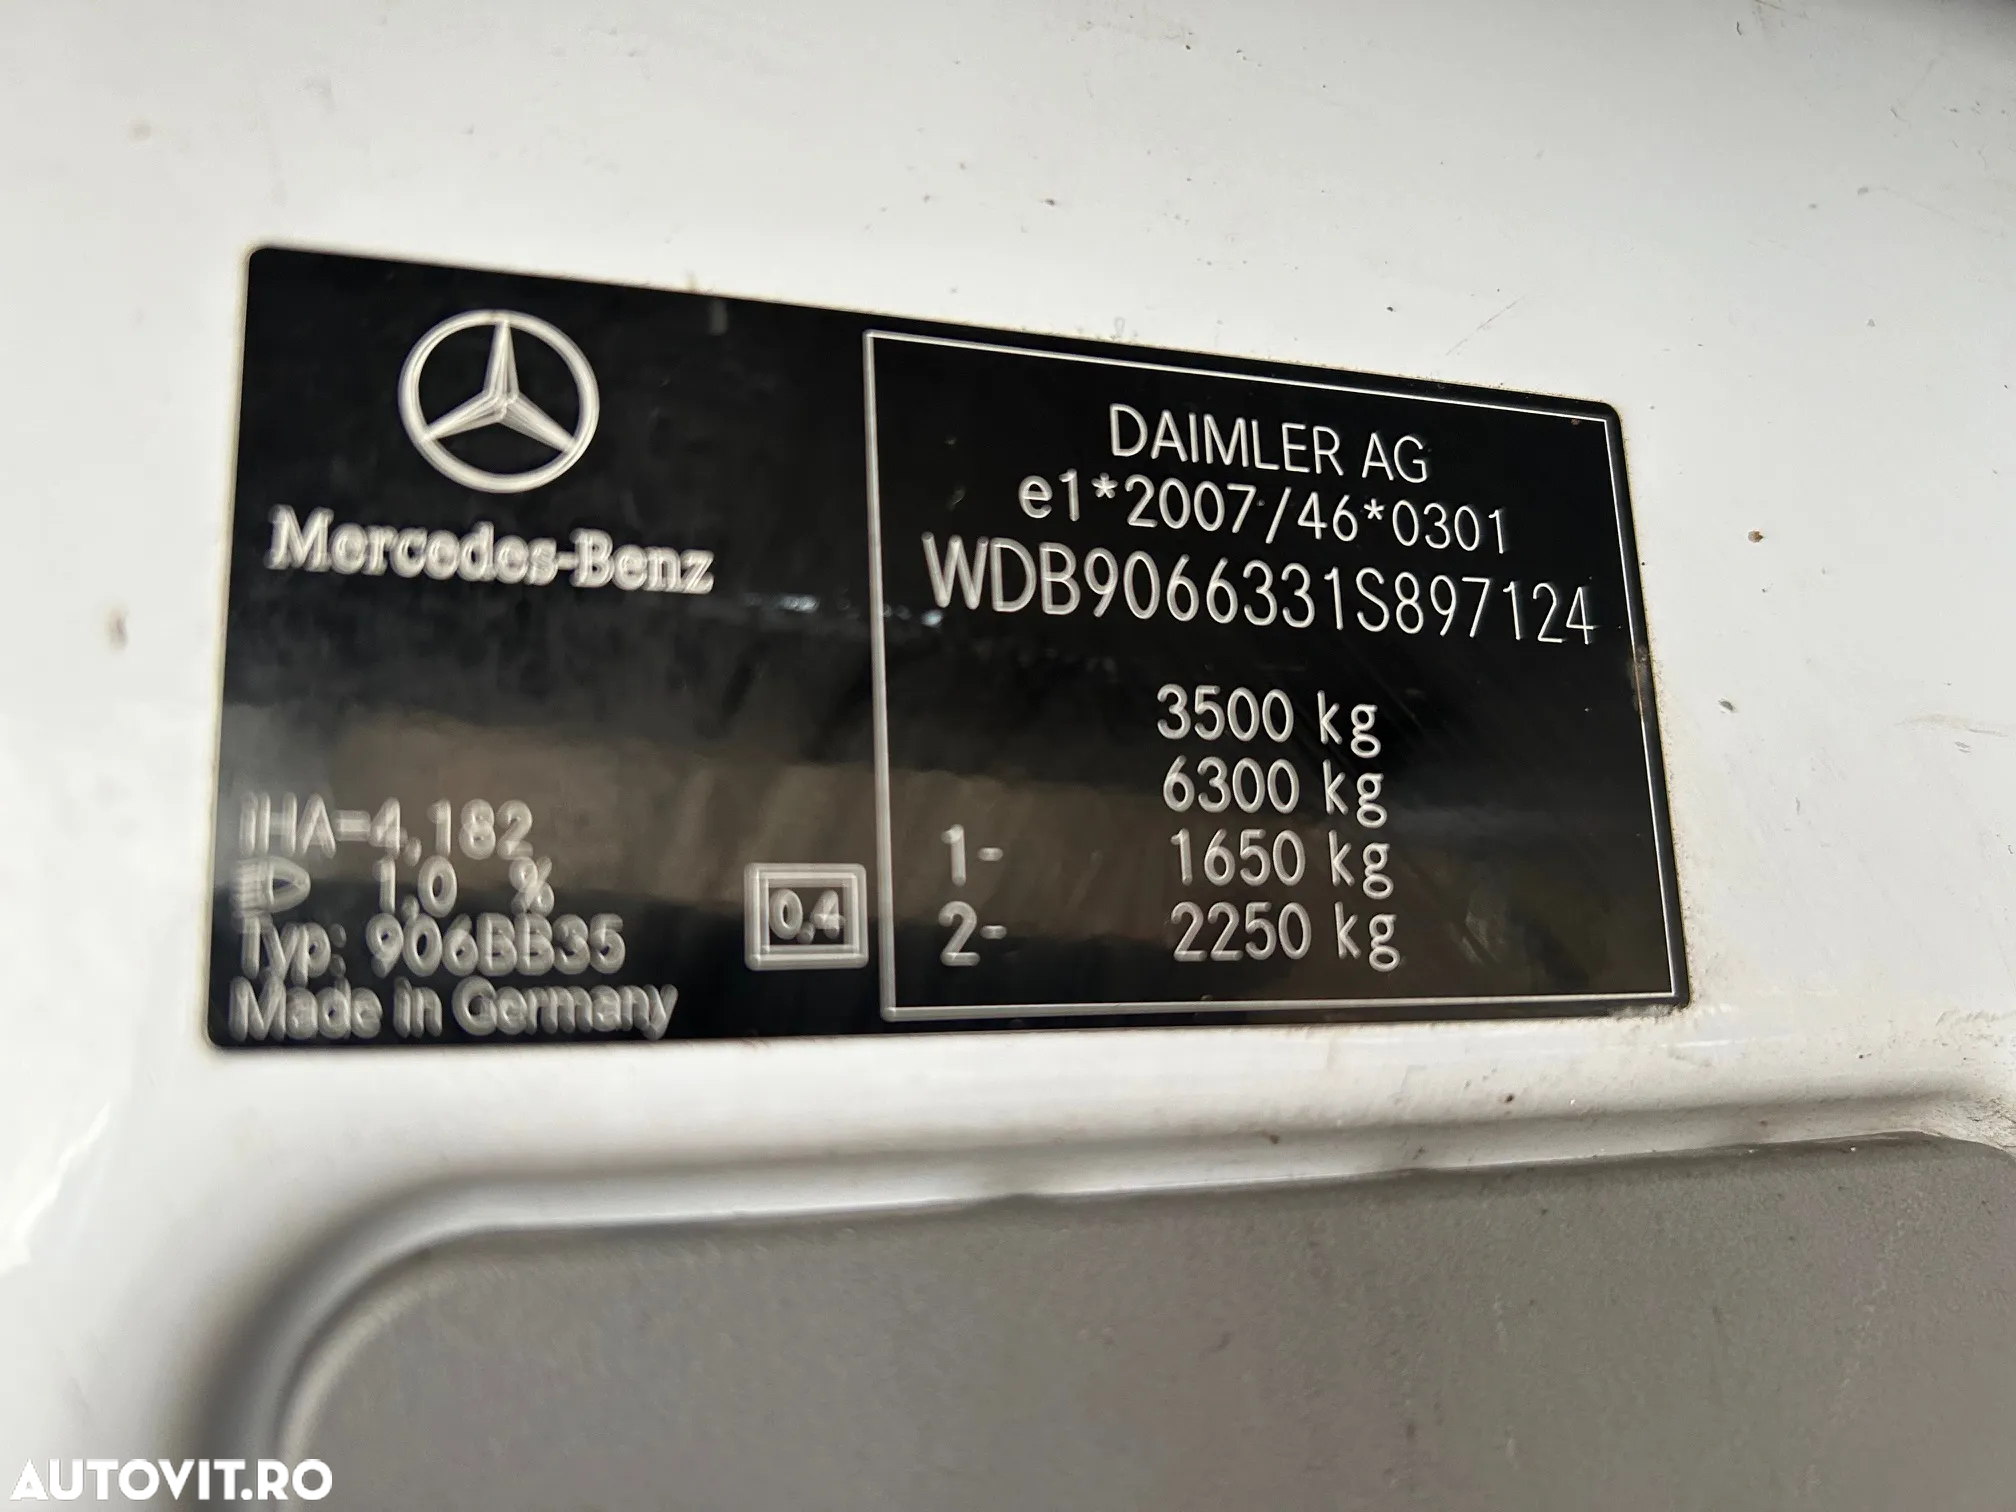 Mercedes-Benz
IHA=4,182
1,0 %
Typ: 906BB35
Made in Germany
0,4
DAIMLER AG
e1*2007/46*0301
WDB9066331S897124
3500 kg
6300 kg
1- 1650 kg
2- 2250 kg
AUTOVIT.RO